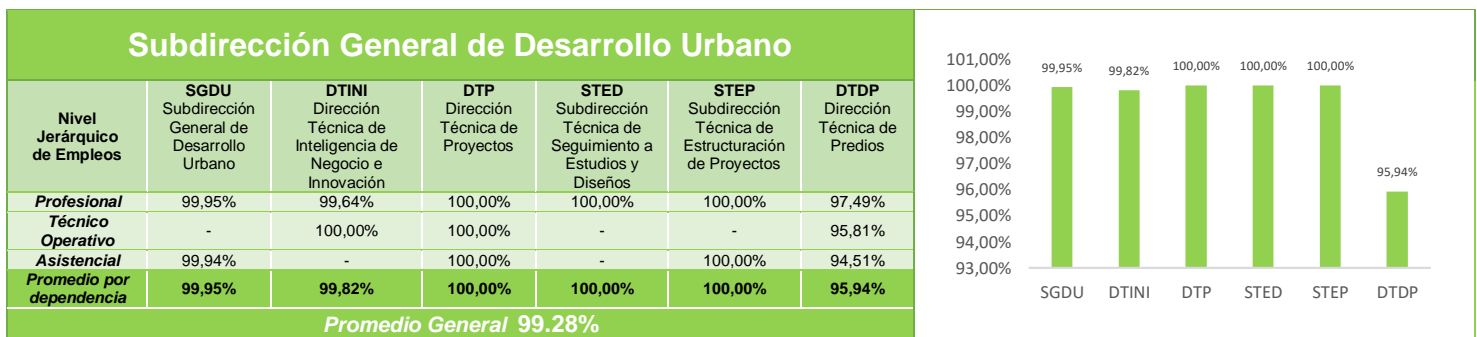 Subdirección General de Desarrollo Urbano
Nivel
Jerárquico
de Empleos
SGDU
Subdirección
General de
Desarrollo
Urbano
DTINI
Dirección
Técnica de
Inteligencia de
Negocio e
Innovación
DTP
Dirección
Técnica de
Proyectos
STED
Subdirección
Técnica de
Seguimiento a
Estudios y
Diseños
STEP
Subdirección
Técnica de
Estructuración
de Proyectos
DTDP
Dirección
Técnica de
Predios
Profesional 99,95% 99,64% 100,00% 100,00% 100,00% 97,49%
Técnico
Operativo - 100,00% 100,00% - - 95,81%
Asistencial 99,94% - 100,00% 100,00% 94,51%
Promedio por
dependencia 99,95% 99,82% 100,00% 100,00% 100,00% 95,94%
Promedio General 99.28%
101,00%
100,00%
99,00%
98,00%
97,00%
96,00%
95,00%
94,00%
93,00%
99,95% 99,82% 100,00% 100,00% 100,00% 95,94%
SGDU DTINI DTP STED STEP DTDP